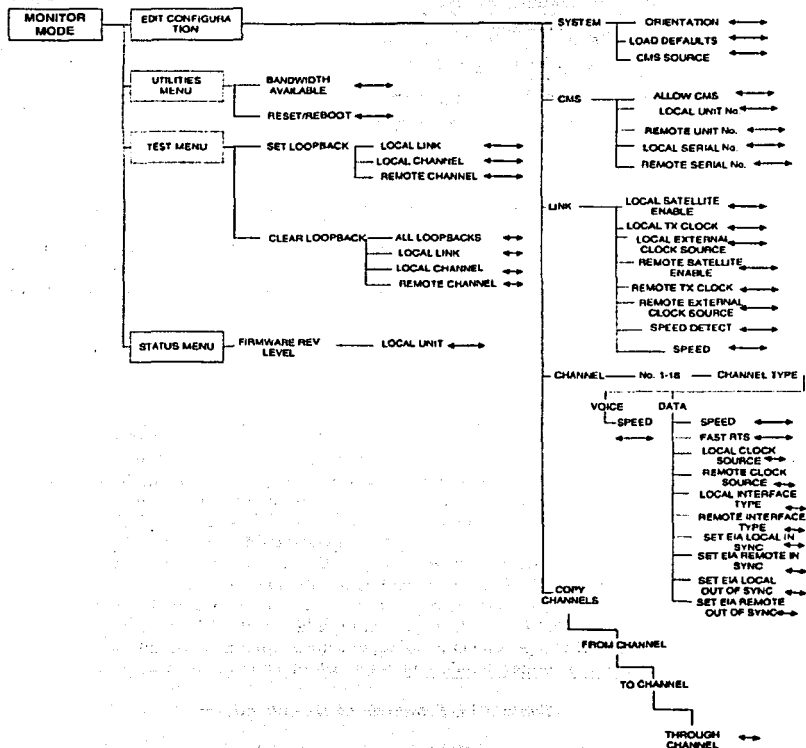 MONITOR
MODE
EDIT CONFIGURA
TION
UTILITIES
MENU
BANDWIDTH
AVAILABLE
RESET/REBOOT
TEST MENU
SET LOOPBACK
LOCAL LINK
LOCAL CHANNEL
REMOTE CHANNEL
CLEAR LOOPBACK
ALL LOOPBACKS
LOCAL LINK
LOCAL CHANNEL
REMOTE CHANNEL
STATUS MENU
FIRMWARE REV
LEVEL
LOCAL UNIT
SYSTEM
ORIENTATION
LOAD DEFAULTS
CMS SOURCE
CMS
ALLOW CMS
LOCAL UNIT No.
REMOTE UNIT No.
LOCAL SERIAL No.
REMOTE SERIAL No.
LINK
LOCAL SATELLITE
ENABLE
LOCAL TX CLOCK
LOCAL EXTERNAL
CLOCK SOURCE
REMOTE SATELLITE
ENABLE
REMOTE TX CLOCK
REMOTE EXTERNAL
CLOCK SOURCE
SPEED DETECT
SPEED
CHANNEL
No. 1-16
CHANNEL TYPE
VOICE
SPEED
DATA
SPEED
FAST RTS
LOCAL CLOCK
SOURCE
REMOTE CLOCK
SOURCE
LOCAL INTERFACE
TYPE
REMOTE INTERFACE
TYPE
SET EIA LOCAL IN
SYNC
SET EIA REMOTE IN
SYNC
SET EIA LOCAL
OUT OF SYNC
SET EIA REMOTE
OUT OF SYNC
COPY
CHANNELS
FROM CHANNEL
TO CHANNEL
THROUGH
CHANNEL